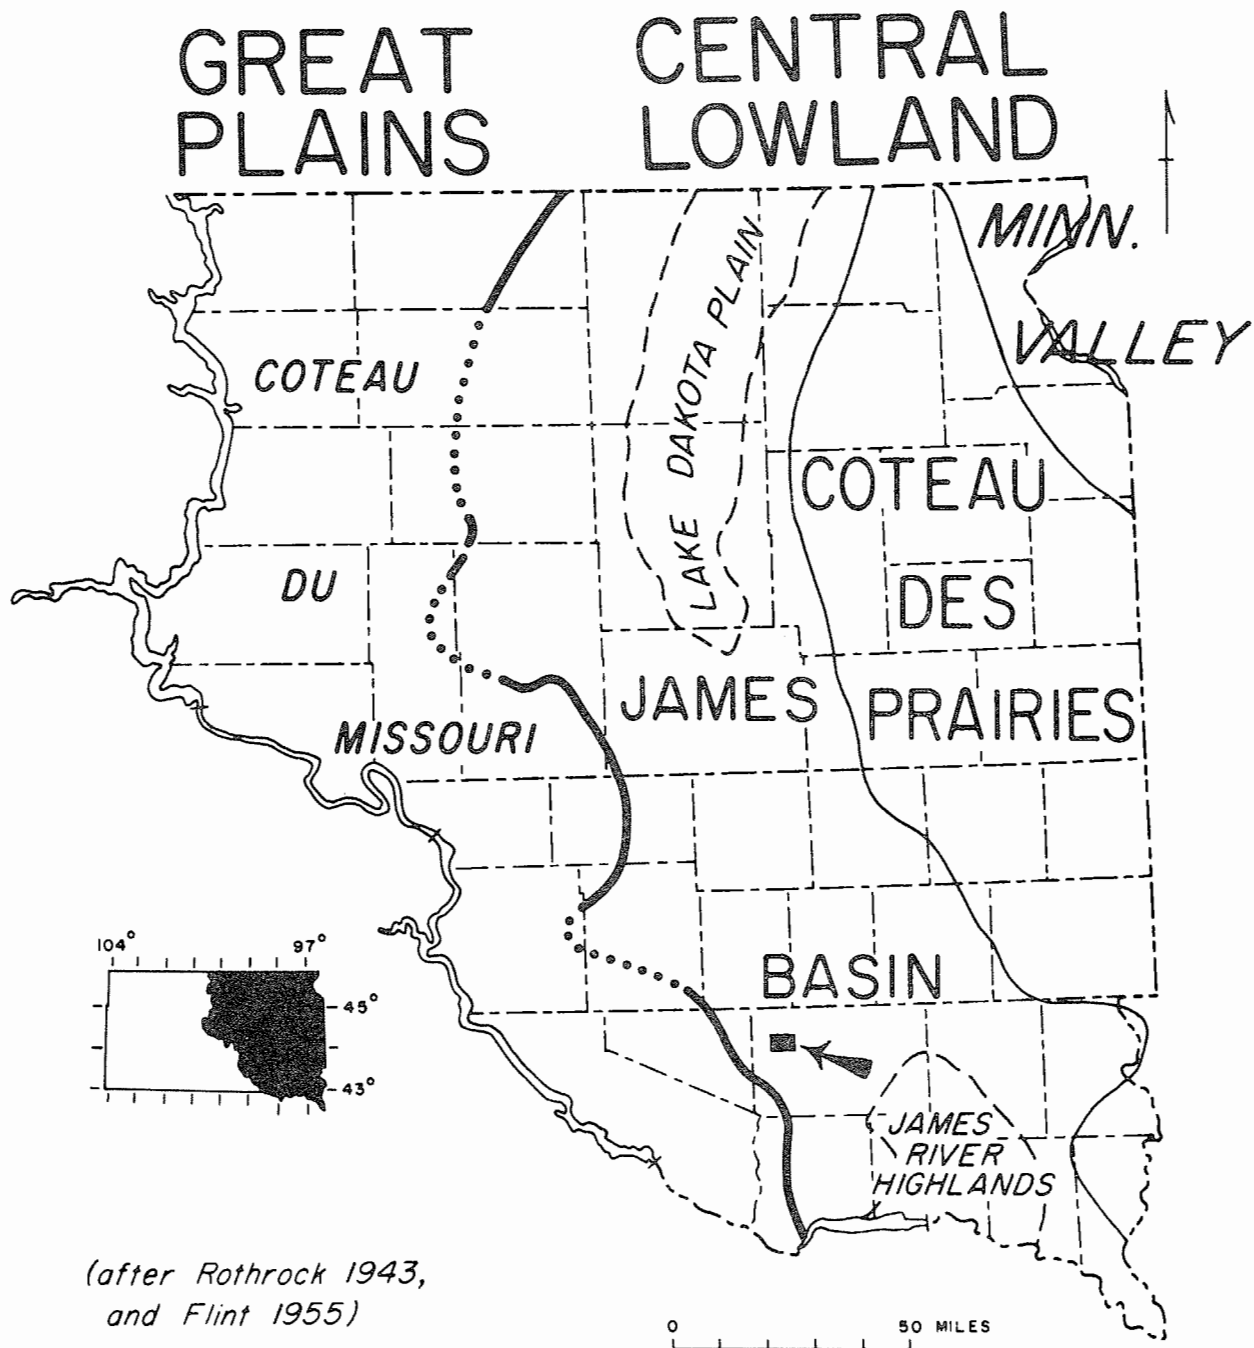 GREAT
PLAINS
CENTRAL
LOWLAND
MINN.
VALLEY
LAKE DAKOTA PLAIN
COTEAU
DU
MISSOURI
COTEAU
DES
PRAIRIES
JAMES
BASIN
JAMES
RIVER
HIGHLANDS
104° 97°
45°
43°
(after Rothrock 1943,
and Flint 1955)
0 50 MILES